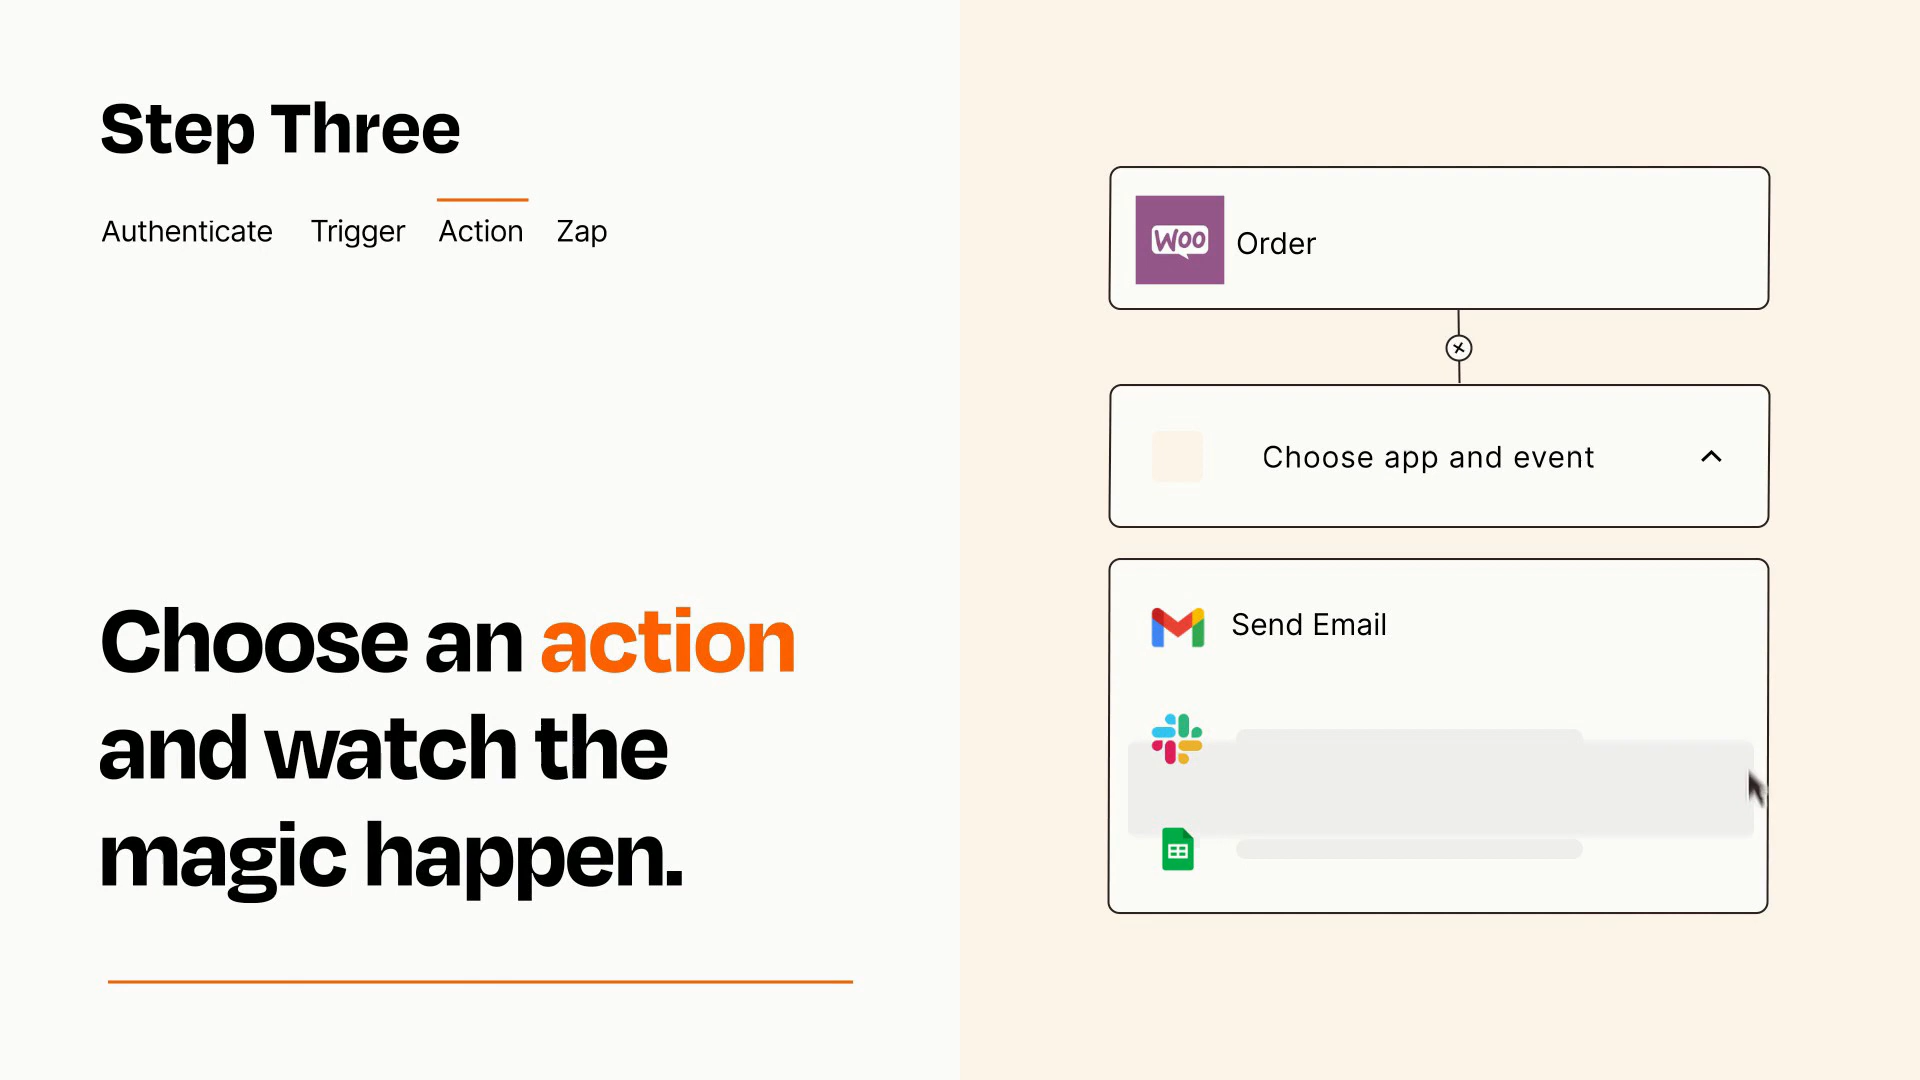 Step Three
Authenticate Trigger Action Zap
Choose an action
and watch the
magic happen.
Woo Order
Choose app and event
Send Email